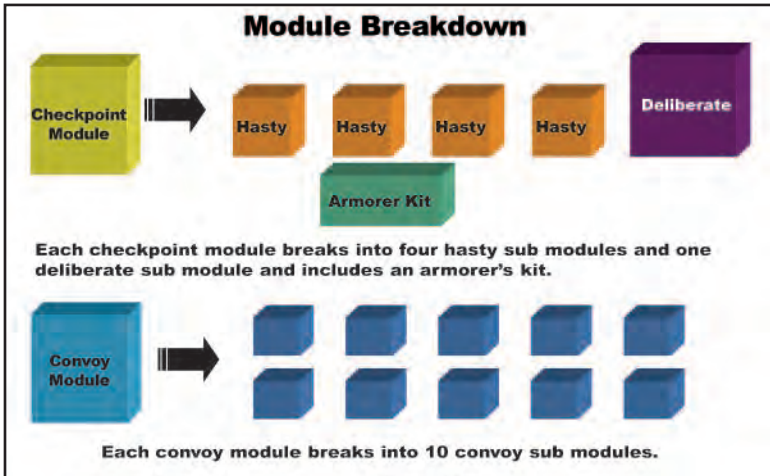 Module Breakdown
Checkpoint
Module
Hasty
Hasty
Hasty
Hasty
Deliberate
Armorer Kit
Each checkpoint module breaks into four hasty sub modules and one
deliberate sub module and includes an armorer's kit.
Convoy
Module
Each convoy module breaks into 10 convoy sub modules.